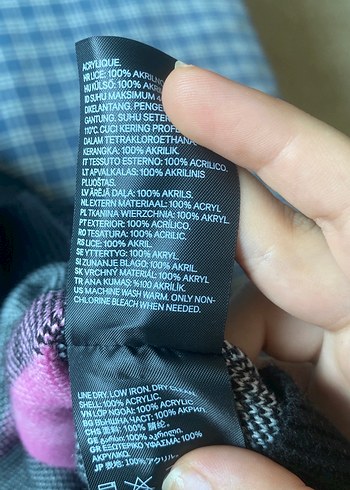 ACRYLIQUE.
HR LICE: 100% AKRILNO
HU KÜLSŐ: 100% AKRIL
ID SUHU MAKSIMUM 4
DIKELANTANG. PENGE
GANTUNG. SUHU SETER
110°C. CUCI KERING PROFE
DALAM TETRAKLOROETHANA
KERANGKA: 100% AKRILIK.
IT TESSUTO ESTERNO: 100% ACRILICO.
LT APVALKALAS: 100% AKRILINIS
PLUOŠTAS.
LV ĀRĒJĀ DAĻA: 100% AKRILS.
NL EXTERN MATERIAAL: 100% ACRYL
PL TKANINA WIERZCHNIA: 100% AKRYL.
PT EXTERIOR: 100% ACRÍLICO.
RO TESATURA: 100% ACRILIC.
RS LICE: 100% AKRIL.
SE YTTERTYG: 100% AKRYL.
SI ZUNANJE BLAGO: 100% AKRIL.
SK VRCHNÝ MATERIÁL: 100% AKRYL
TR ANA KUMAŞ: %100 AKRİLİK.
US MACHINE WASH WARM. ONLY NON-
CHLORINE BLEACH WHEN NEEDED.
LINE DRY. LOW IRON. DRY
SHELL: 100% ACRYLIC.
VN LỚP NGOÀI: 100% ACRYLIC
BG ВЪНШНА ЧАСТ: 100% АКРИЛ.
CHS 面料: 100% 腈纶.
GE 100%
GR ΕΞΩΤΕΡΙΚΟ ΥΦΑΣΜΑ: 100%
ΑΚΡΥΛΙΚΟ
JP 表地: 100% アクリル